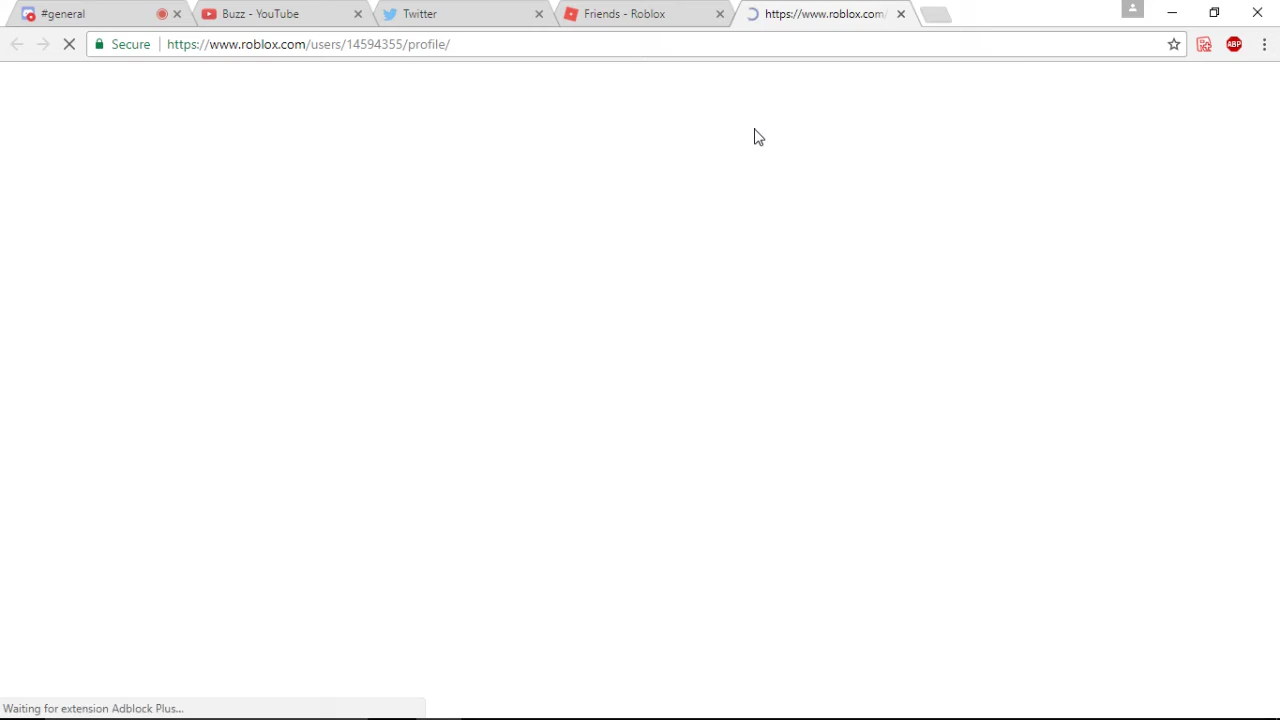 #general
Buzz - YouTube
Twitter
Friends - Roblox
https://www.roblox.com/
Secure
https://www.roblox.com/users/14594355/profile/
ABP
Waiting for extension Adblock Plus...